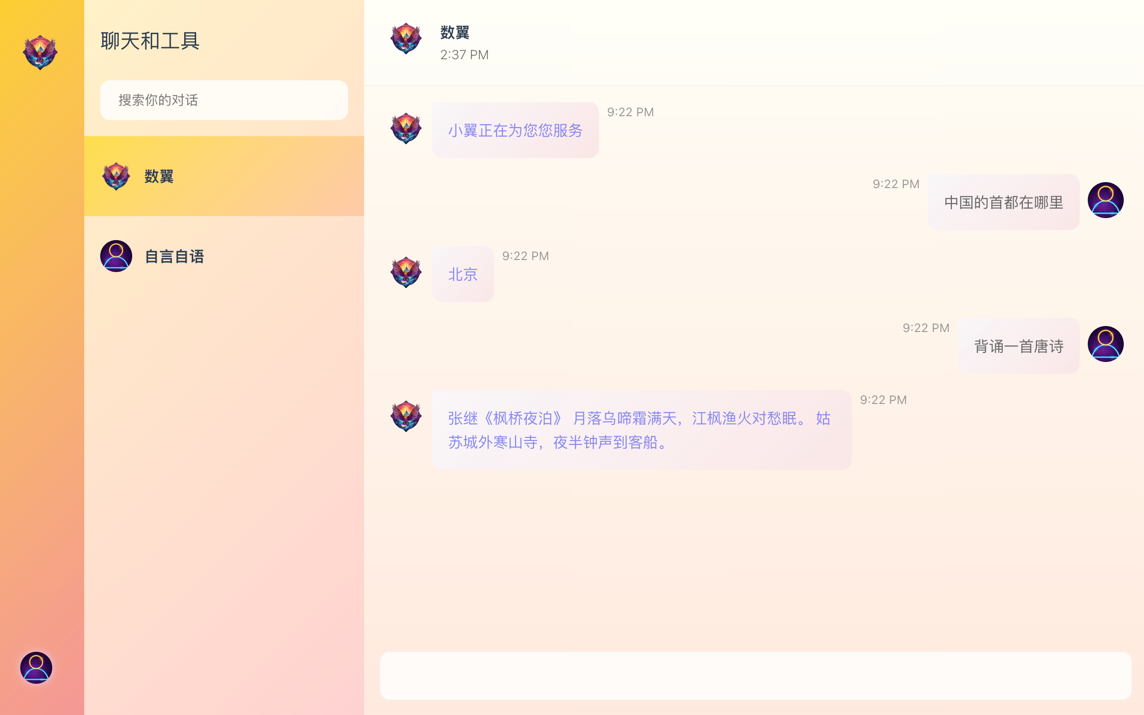 聊天和工具
搜索你的对话
数翼
自言自语
数翼
2:37 PM
小翼正在为您您服务
9:22 PM
9:22 PM
中国的首都在哪里
北京
9:22 PM
9:22 PM
背诵一首唐诗
张继《枫桥夜泊》 月落乌啼霜满天，江枫渔火对愁眠。 姑
苏城外寒山寺，夜半钟声到客船。
9:22 PM